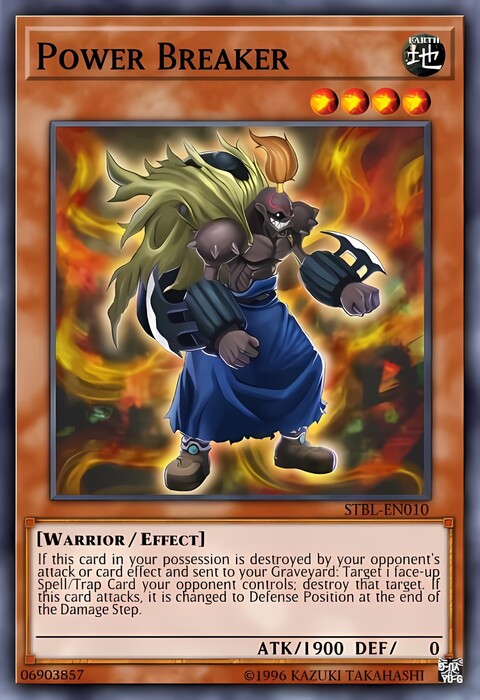 POWER BREAKER
EARTH
地
STBL-EN010
[WARRIOR / EFFECT]
If this card in your possession is destroyed by your opponent's
attack or card effect and sent to your Graveyard: Target 1 face-up
Spell/Trap Card your opponent controls; destroy that target. If
this card attacks, it is changed to Defense Position at the end of
the Damage Step.
ATK/1900 DEF/ 0
06903857 ©1996 KAZUKI TAKAHASHI